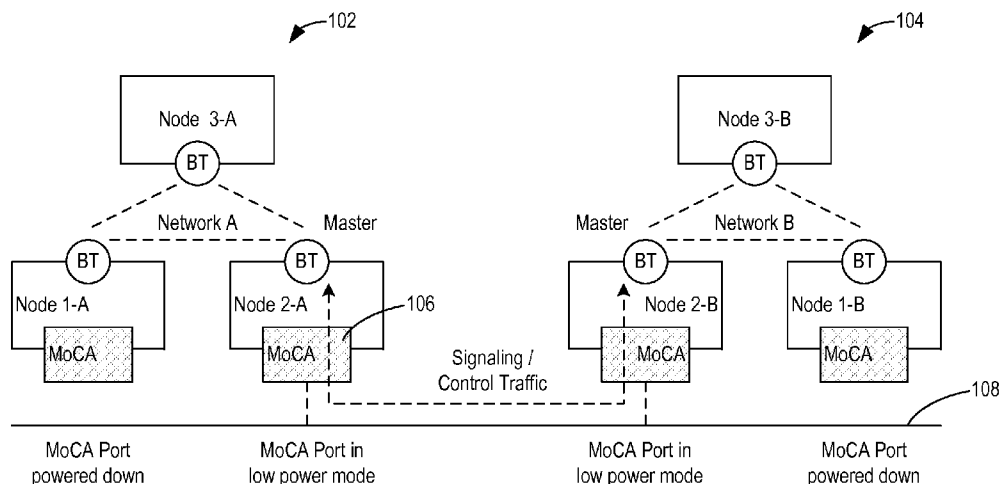 102
104
Node 3-A
BT
Node 3-B
BT
Network A
Master
Master
Network B
BT
BT
BT
BT
Node 1-A
Node 2-A
106
Node 2-B
Node 1-B
MoCA
MoCA
MoCA
MoCA
Signaling /
Control Traffic
108
MoCA Port
powered down
MoCA Port in
low power mode
MoCA Port in
low power mode
MoCA Port
powered down